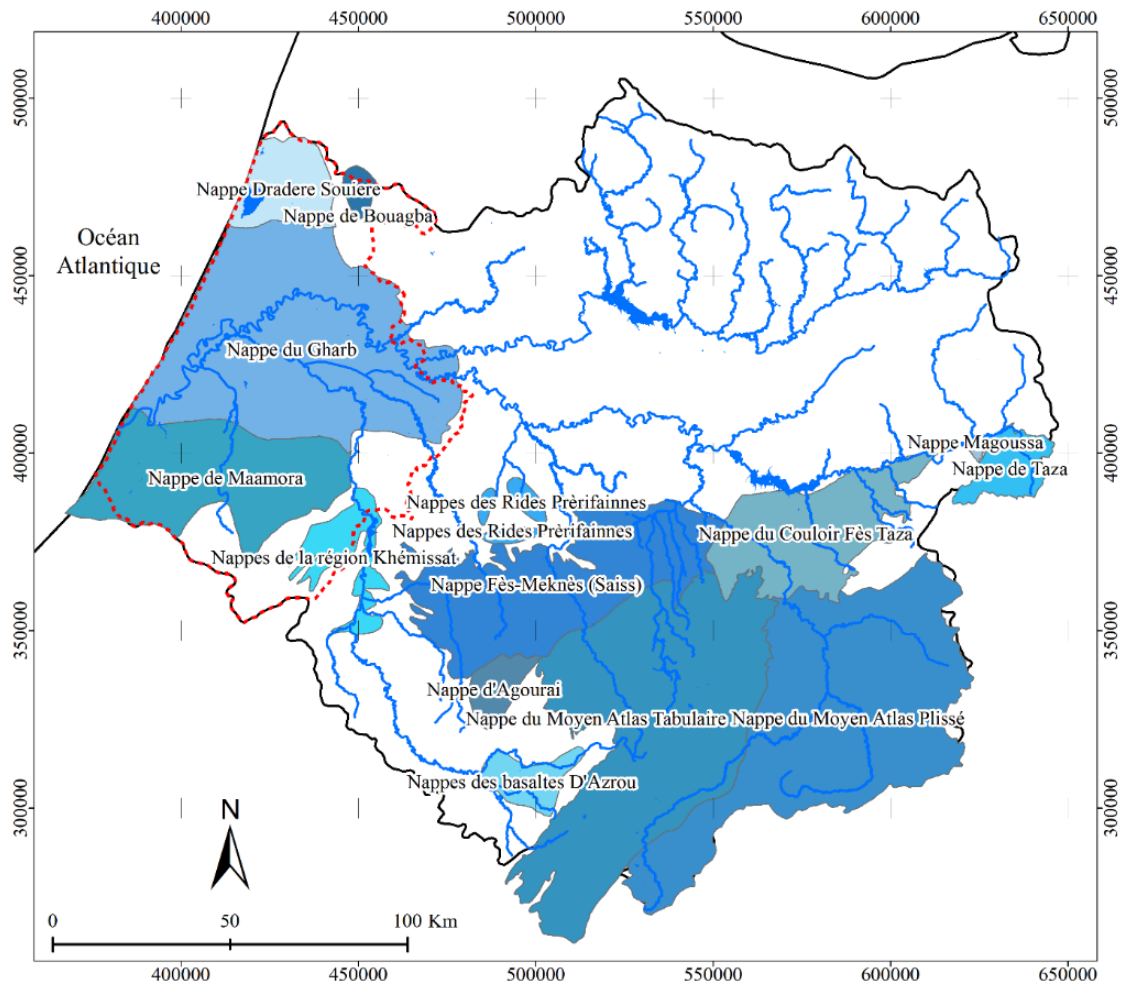 400000 450000 500000 550000 600000 650000
500000 500000
Nappe Dradere Souiere
Nappe de Bouagba
Océan
Atlantique
450000 450000
Nappe du Gharb
400000 400000
Nappe Magoussa
Nappe de Taza
Nappe de Maamora
Nappes des Rides Prèrifainnes
Nappes des Rides Prèrifainnes
Nappe du Couloir Fès Taza
Nappes de la région Khémissat
Nappe Fès-Meknès (Saiss)
350000 350000
Nappe d'Agourai
Nappe du Moyen Atlas Tabulaire Nappe du Moyen Atlas Plissé
Nappes des basaltes D'Azrou
300000 300000
N
0 50 100 Km
400000 450000 500000 550000 600000 650000